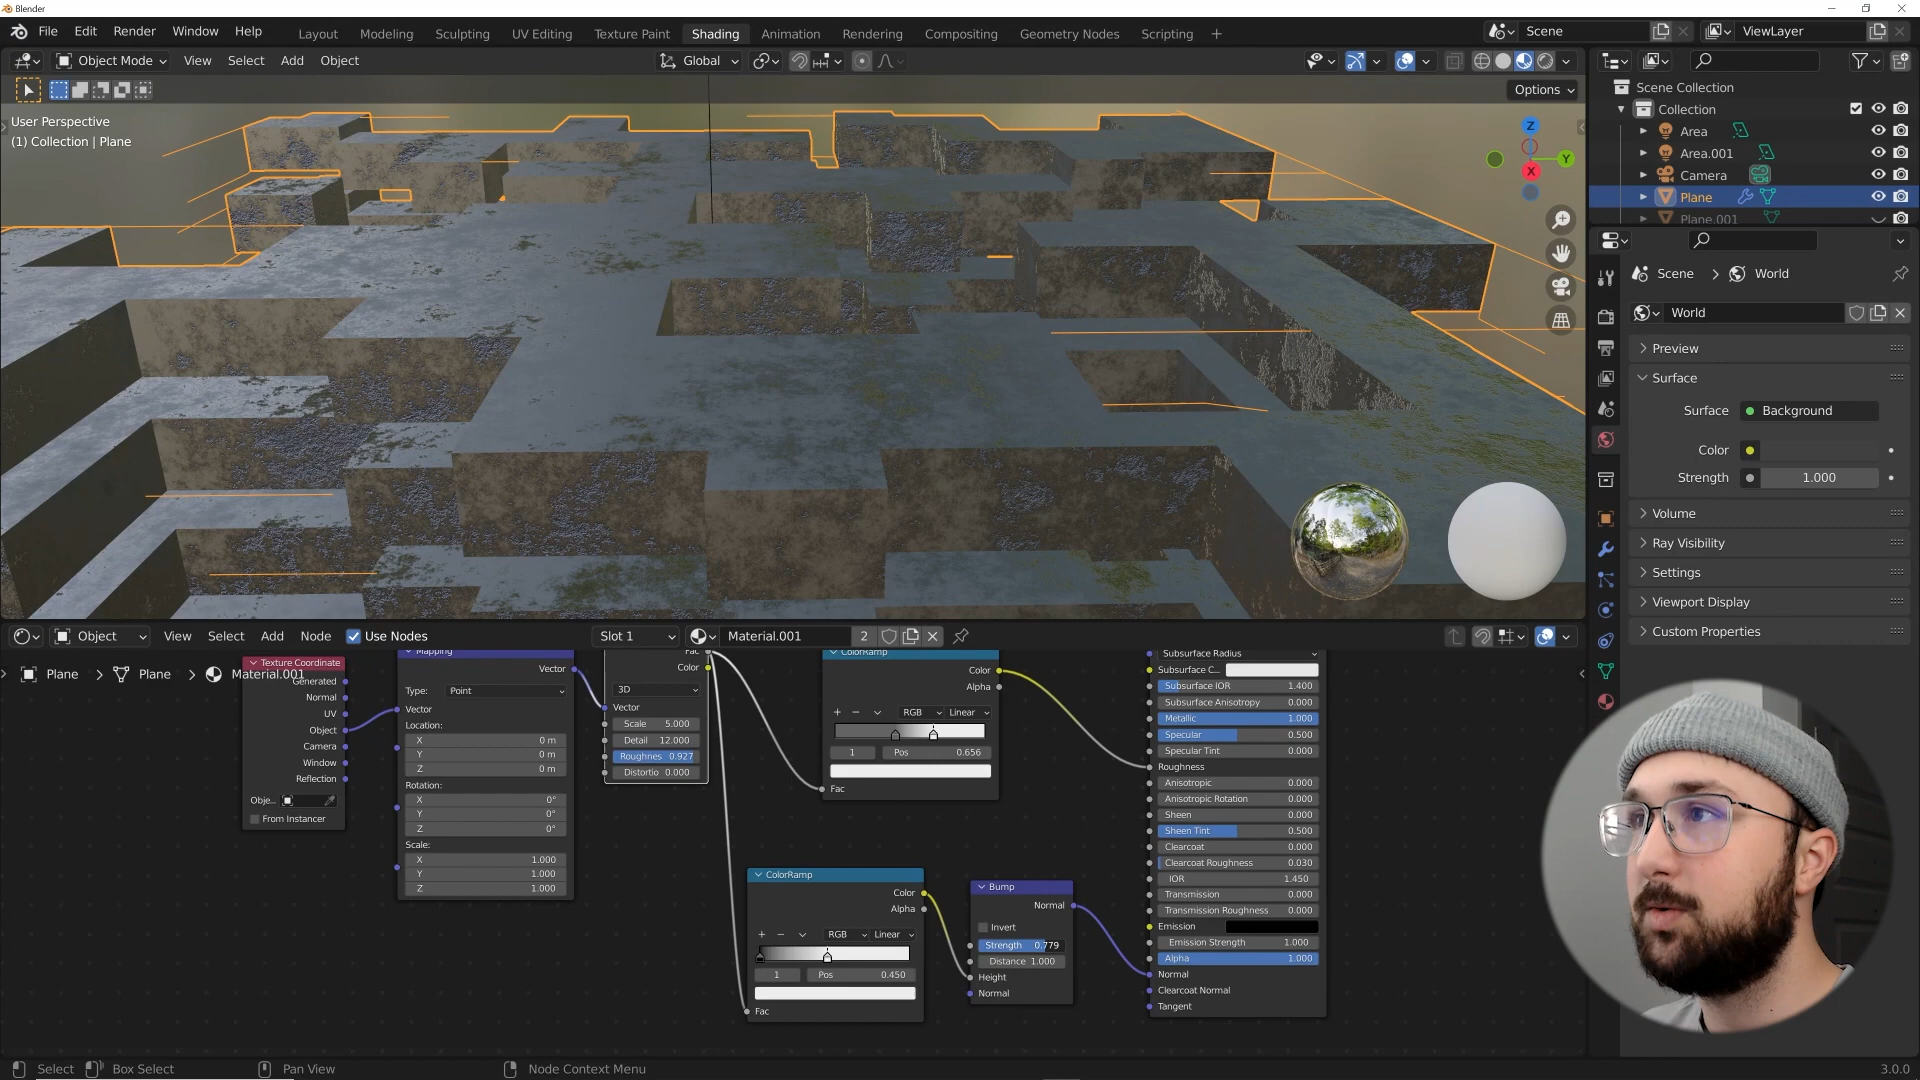 Blender
File Edit Render Window Help
Layout Modeling Sculpting UV Editing Texture Paint Shading Animation Rendering Compositing Geometry Nodes Scripting +
Scene
ViewLayer
Object Mode View Select Add Object
Global
Options
User Perspective
(1) Collection | Plane
Z
Y
X
Scene Collection
Collection
Area
Area.001
Camera
Plane
Plane.001
Scene > World
World
Preview
Surface
Surface Background
Color
Strength 1.000
Volume
Ray Visibility
Settings
Viewport Display
Custom Properties
Object View Select Add Node Use Nodes
Slot 1
Material.001 2
Plane > Plane > Material.001
Texture Coordinate
Generated
Normal
UV
Object
Camera
Window
Reflection
Obje...
From Instancer
Mapping
Vector
Type: Point
Vector
Location:
X 0 m
Y 0 m
Z 0 m
Rotation:
X 0°
Y 0°
Z 0°
Scale:
X 1.000
Y 1.000
Z 1.000
Fac
Color
3D
Vector
Scale 5.000
Detail 12.000
Roughnes 0.927
Distortio 0.000
ColorRamp
Color
Alpha
RGB Linear
1 Pos 0.656
Fac
ColorRamp
Color
Alpha
RGB Linear
1 Pos 0.450
Fac
Bump
Normal
Invert
Strength 0.779
Distance 1.000
Height
Normal
Subsurface Radius
Subsurface C...
Subsurface IOR 1.400
Subsurface Anisotropy 0.000
Metallic 1.000
Specular 0.500
Specular Tint 0.000
Roughness
Anisotropic 0.000
Anisotropic Rotation 0.000
Sheen 0.000
Sheen Tint 0.500
Clearcoat 0.000
Clearcoat Roughness 0.030
IOR 1.450
Transmission 0.000
Transmission Roughness 0.000
Emission
Emission Strength 1.000
Alpha 1.000
Normal
Clearcoat Normal
Tangent
Select Box Select Pan View Node Context Menu
3.0.0